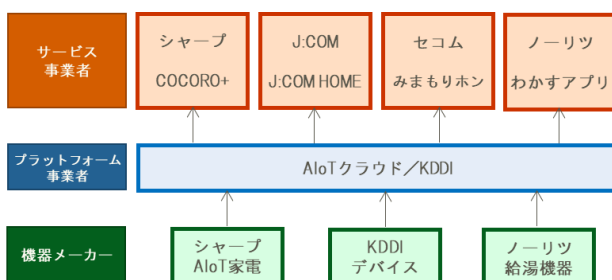 サービス
事業者
シャープ
COCORO+
J:COM
J:COM HOME
セコム
みまもりホン
ノーリツ
わかすアプリ
プラットフォーム
事業者
AIoTクラウド／KDDI
機器メーカー
シャープ
AIoT家電
KDDI
デバイス
ノーリツ
給湯機器